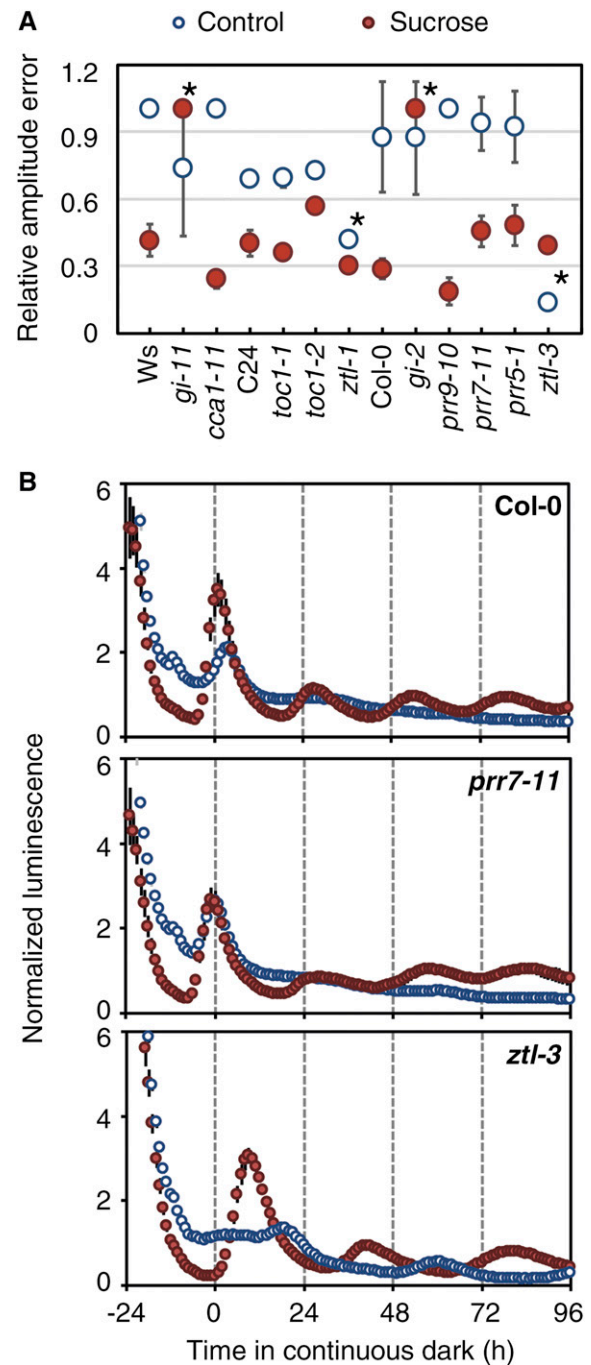 A
Control
Sucrose
Relative amplitude error
1.2
0.9
0.6
0.3
0
*
*
*
*
Ws
gi-11
cca1-11
C24
toc1-1
toc1-2
ztl-1
Col-0
gi-2
prr9-10
prr7-11
prr5-1
ztl-3
B
Normalized luminescence
6
4
2
0
Col-0
6
4
2
0
prr7-11
6
4
2
0
ztl-3
-24
0
24
48
72
96
Time in continuous dark (h)